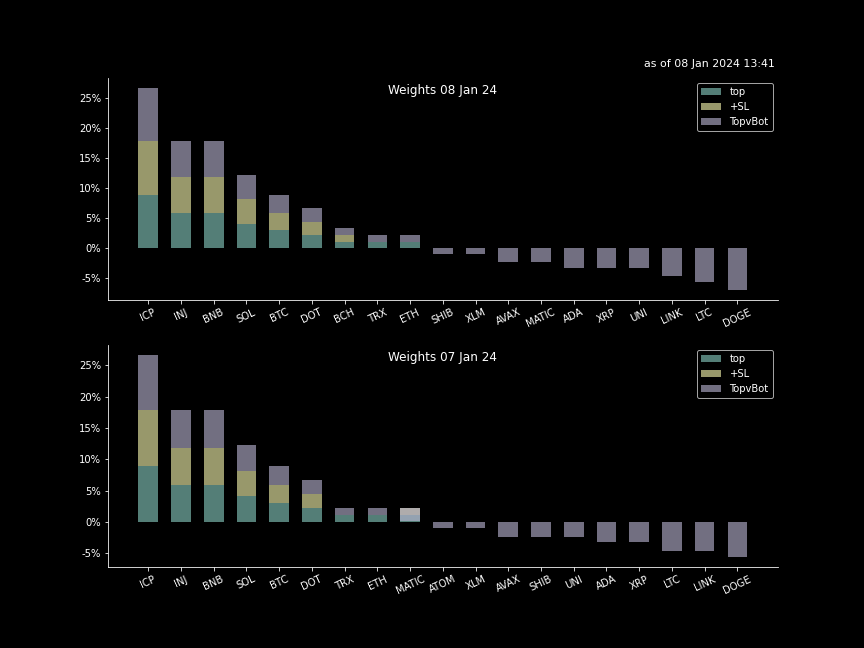 as of 08 Jan 2024 13:41
Weights 08 Jan 24
top
+SL
TopvBot
25%
20%
15%
10%
5%
0%
-5%
ICP INJ BNB SOL BTC DOT BCH TRX ETH SHIB XLM AVAX MATIC ADA XRP UNI LINK LTC DOGE
Weights 07 Jan 24
top
+SL
TopvBot
25%
20%
15%
10%
5%
0%
-5%
ICP INJ BNB SOL BTC DOT TRX ETH MATIC ATOM XLM AVAX SHIB UNI ADA XRP LTC LINK DOGE